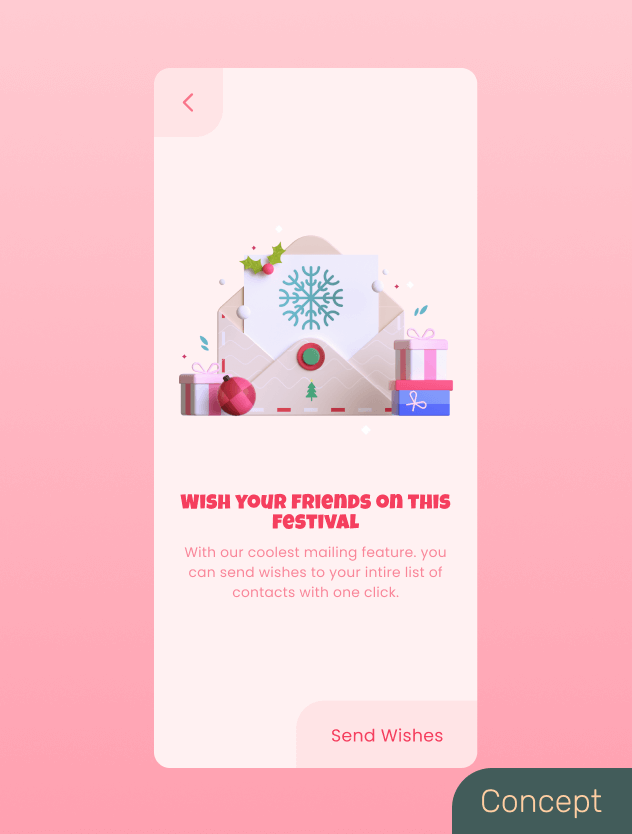 Wish your friends on this
festival
With our coolest mailing feature. you
can send wishes to your intire list of
contacts with one click.
Send Wishes
Concept